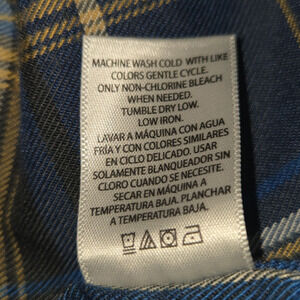 MACHINE WASH COLD WITH LIKE
COLORS GENTLE CYCLE.
ONLY NON-CHLORINE BLEACH
WHEN NEEDED.
TUMBLE DRY LOW.
LOW IRON.
LAVAR A MÁQUINA CON AGUA
FRÍA Y CON COLORES SIMILARES
EN CICLO DELICADO. USAR
SOLAMENTE BLANQUEADOR SIN
CLORO CUANDO SE NECESITE.
SECAR EN MÁQUINA A
TEMPERATURA BAJA. PLANCHAR
A TEMPERATURA BAJA.